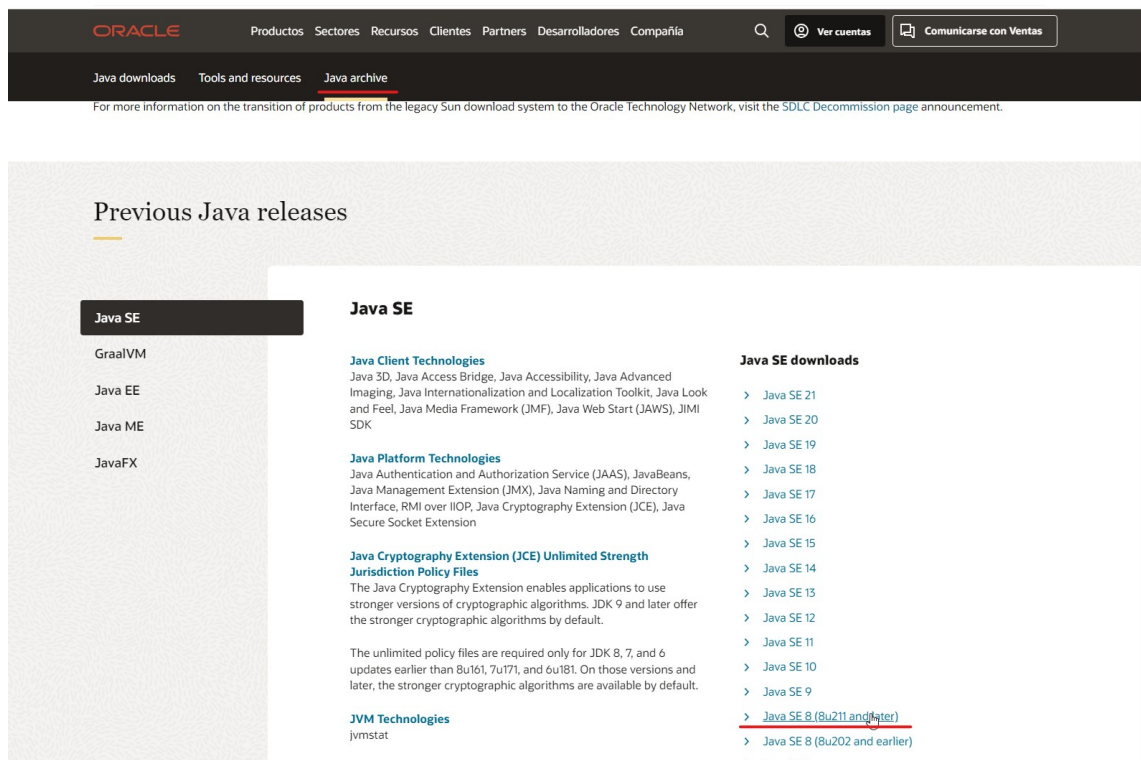 ORACLE
Productos Sectores Recursos Clientes Partners Desarrolladores Compañía
Ver cuentas
Comunicarse con Ventas
Java downloads Tools and resources Java archive
For more information on the transition of products from the legacy Sun download system to the Oracle Technology Network, visit the SDLC Decommission page announcement.
Previous Java releases
Java SE
GraalVM
Java EE
Java ME
JavaFX
Java SE
Java Client Technologies
Java 3D, Java Access Bridge, Java Accessibility, Java Advanced
Imaging, Java Internationalization and Localization Toolkit, Java Look
and Feel, Java Media Framework (JMF), Java Web Start (JAWS), JIMI
SDK
Java Platform Technologies
Java Authentication and Authorization Service (JAAS), JavaBeans,
Java Management Extension (JMX), Java Naming and Directory
Interface, RMI over IIOP, Java Cryptography Extension (JCE), Java
Secure Socket Extension
Java Cryptography Extension (JCE) Unlimited Strength
Jurisdiction Policy Files
The Java Cryptography Extension enables applications to use
stronger versions of cryptographic algorithms. JDK 9 and later offer
the stronger cryptographic algorithms by default.
The unlimited policy files are required only for JDK 8, 7, and 6
updates earlier than 8u161, 7u171, and 6u181. On those versions and
later, the stronger cryptographic algorithms are available by default.
JVM Technologies
jvmstat
Java SE downloads
Java SE 21
Java SE 20
Java SE 19
Java SE 18
Java SE 17
Java SE 16
Java SE 15
Java SE 14
Java SE 13
Java SE 12
Java SE 11
Java SE 10
Java SE 9
Java SE 8 (8u211 and later)
Java SE 8 (8u202 and earlier)